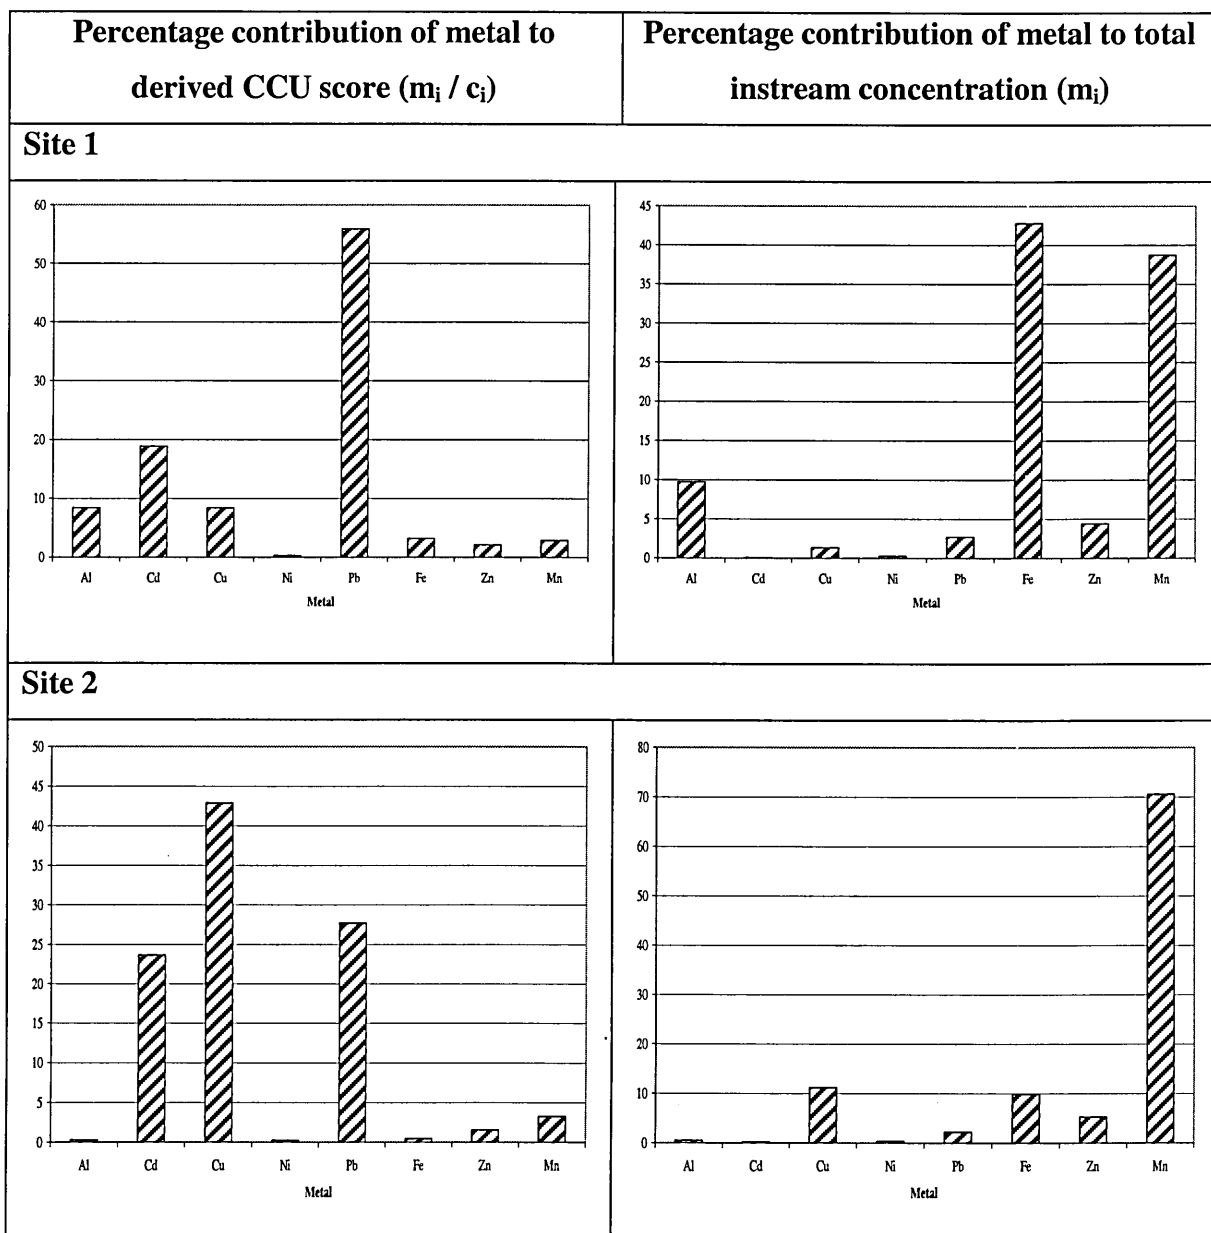 Percentage contribution of metal to
derived CCU score (mᵢ / cᵢ)
Percentage contribution of metal to total
instream concentration (mᵢ)
Site 1
60
50
40
30
20
10
0
Al Cd Cu Ni Pb Fe Zn Mn
Metal
45
40
35
30
25
20
15
10
5
0
Al Cd Cu Ni Pb Fe Zn Mn
Metal
Site 2
50
45
40
35
30
25
20
15
10
5
0
Al Cd Cu Ni Pb Fe Zn Mn
Metal
80
70
60
50
40
30
20
10
0
Al Cd Cu Ni Pb Fe Zn Mn
Metal